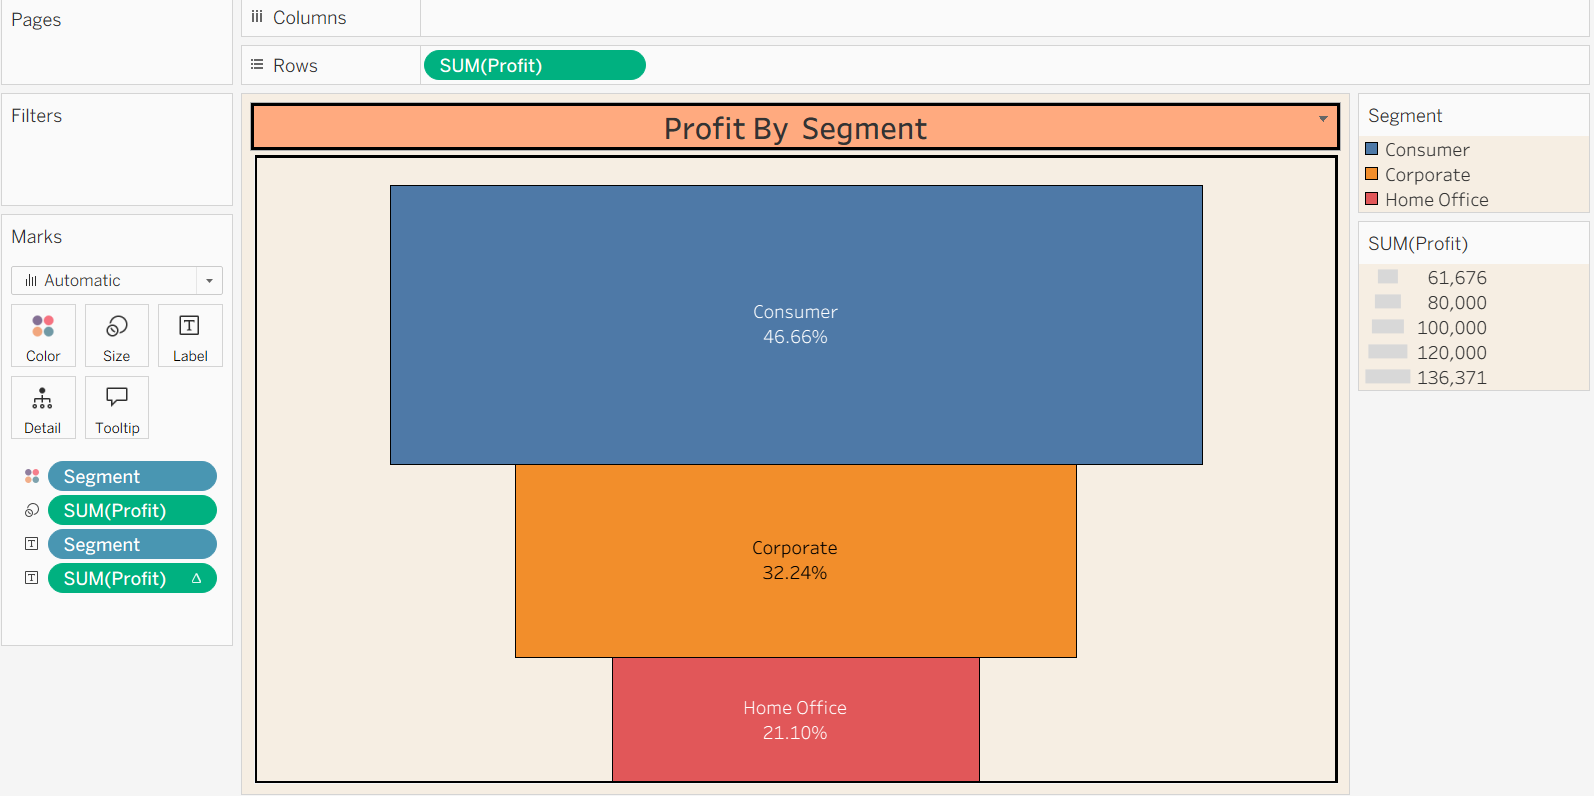 Pages
Columns
Rows
SUM(Profit)
Filters
Marks
Automatic
Color
Size
Label
Detail
Tooltip
Segment
SUM(Profit)
Segment
SUM(Profit) Δ
Profit By Segment
Consumer
46.66%
Corporate
32.24%
Home Office
21.10%
Segment
Consumer
Corporate
Home Office
SUM(Profit)
61,676
80,000
100,000
120,000
136,371